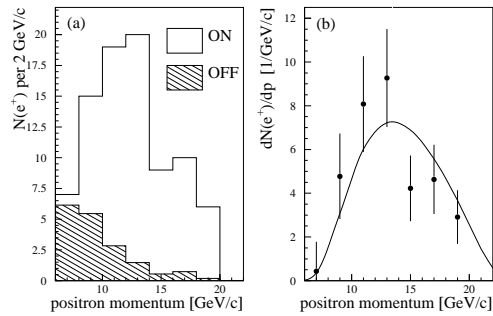 (a)
ON
OFF
N(e+) per 2 GeV/c
20
17.5
15
12.5
10
7.5
5
2.5
0
10 15 20
positron momentum [GeV/c]
(b)
dN(e+)/dp [1/GeV/c]
12
10
8
6
4
2
0
10 15 20
positron momentum [GeV/c]